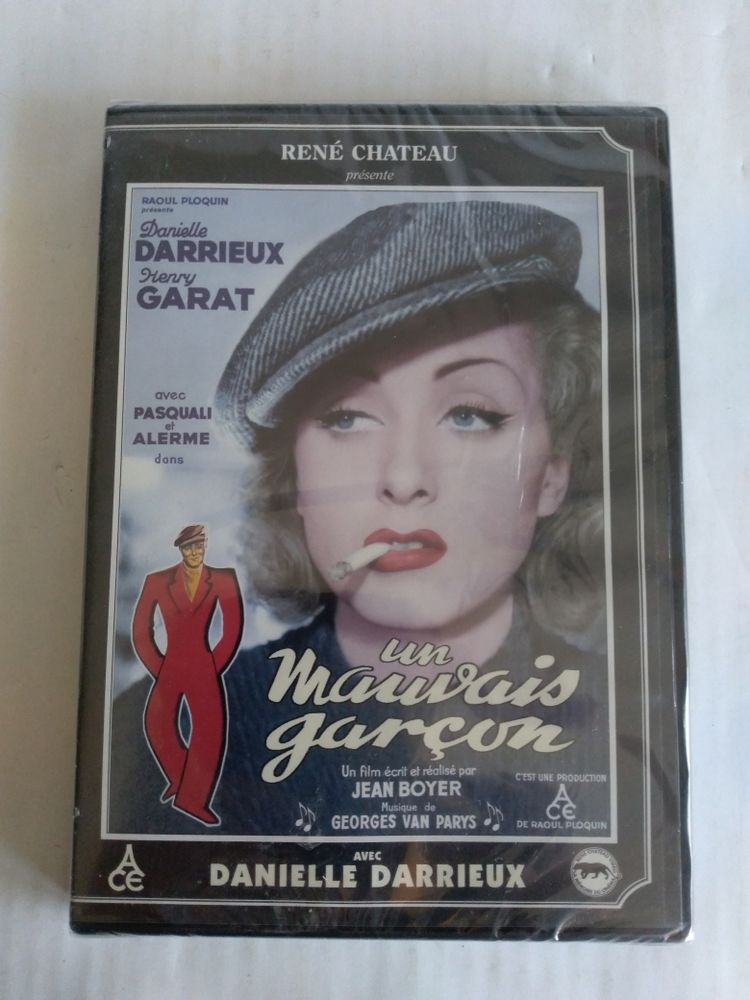 RENÉ CHATEAU
présente
RAOUL PLOQUIN
présente
Danielle
DARRIEUX
Henry
GARAT
avec
PASQUALI
et
ALERME
dans
un
Mauvais
garçon
Un film écrit et réalisé par
JEAN BOYER
Musique de
GEORGES VAN PARYS
C'EST UNE PRODUCTION
ACE
DE RAOUL PLOQUIN
ACE
AVEC
DANIELLE DARRIEUX